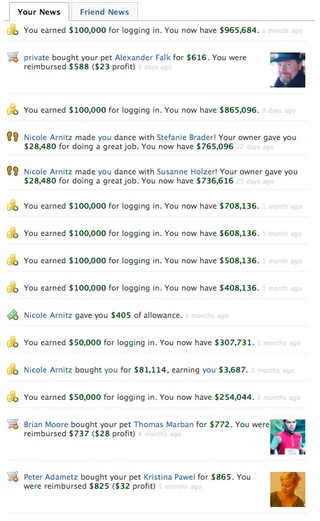 Your News Friend News
You earned $100,000 for logging in. You now have $965,684. a minute ago
private bought your pet Alexander Falk for $616. You were
reimbursed $588 ($23 profit) 5 days ago
You earned $100,000 for logging in. You now have $865,096. 9 days ago
Nicole Arnitz made you dance with Stefanie Brader! Your owner gave you
$28,480 for doing a great job. You now have $765,096 22 days ago
Nicole Arnitz made you dance with Susanne Holzer! Your owner gave you
$28,480 for doing a great job. You now have $736,616 25 days ago
You earned $100,000 for logging in. You now have $708,136. 1 month ago
You earned $100,000 for logging in. You now have $608,136. 1 month ago
You earned $100,000 for logging in. You now have $508,136. 1 month ago
You earned $100,000 for logging in. You now have $408,136. 3 months ago
Nicole Arnitz gave you $405 of allowance. 3 months ago
You earned $50,000 for logging in. You now have $307,731. 3 months ago
Nicole Arnitz bought you for $81,114, earning you $3,687. 3 months ago
You earned $50,000 for logging in. You now have $254,044. 3 months ago
Brian Moore bought your pet Thomas Marban for $772. You were
reimbursed $737 ($28 profit) 4 months ago
Peter Adametz bought your pet Kristina Pawel for $865. You
were reimbursed $825 ($32 profit) 5 months ago